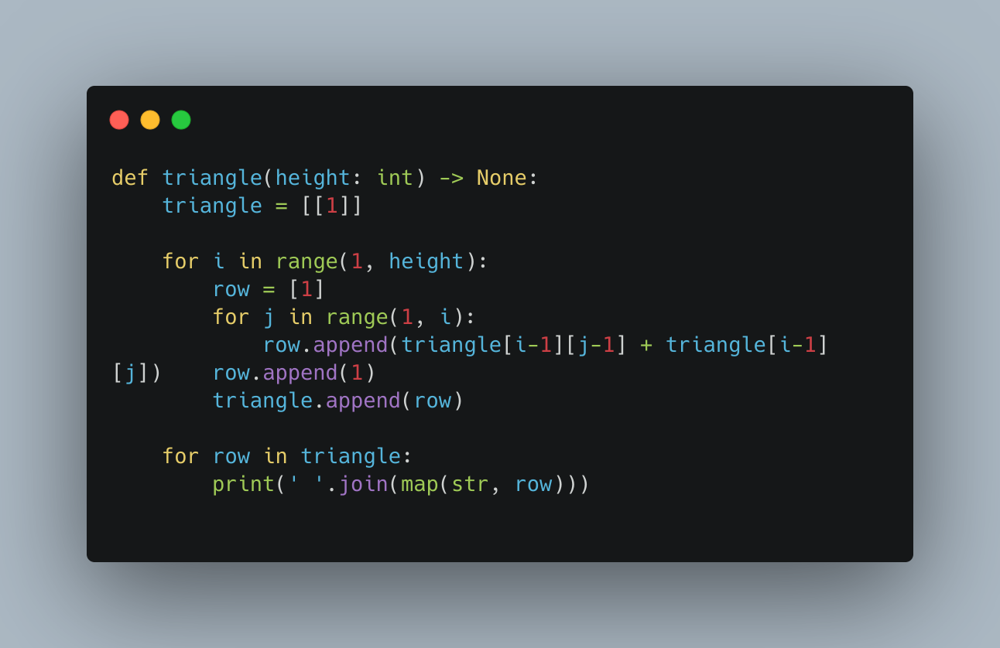 def triangle(height: int) -> None:
    triangle = [[1]]

    for i in range(1, height):
        row = [1]
        for j in range(1, i):
            row.append(triangle[i-1][j-1] + triangle[i-1]
[j])    row.append(1)
        triangle.append(row)

    for row in triangle:
        print(' '.join(map(str, row)))